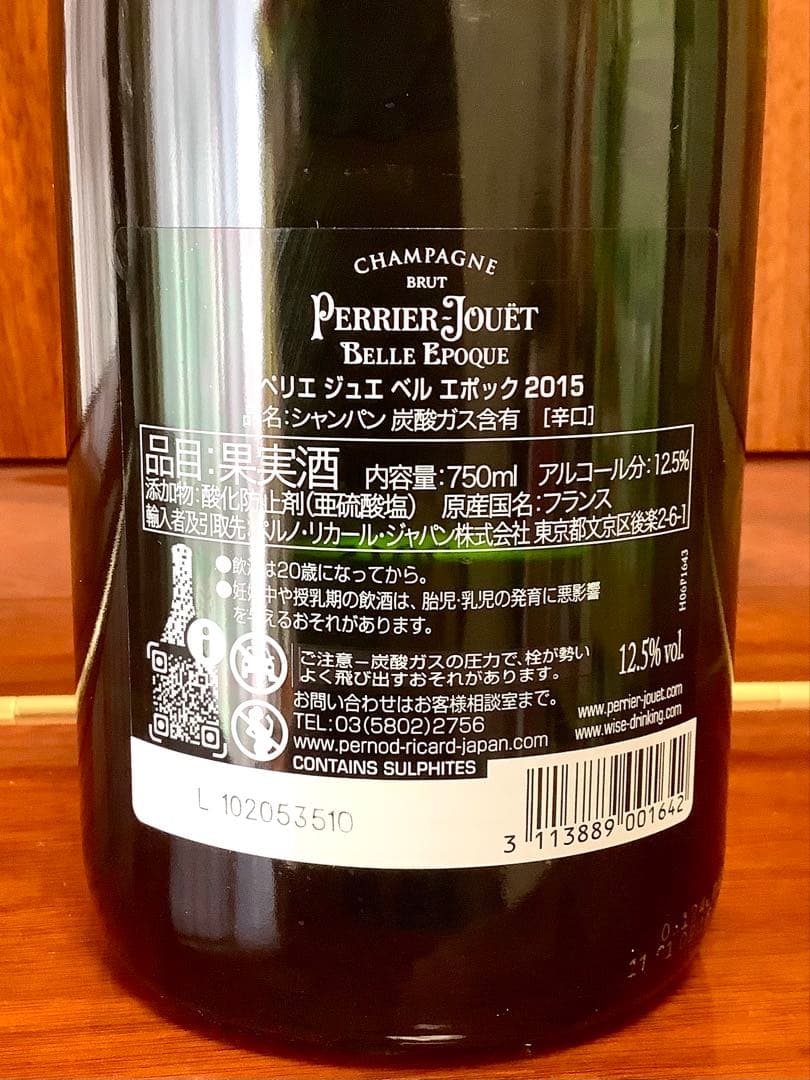 CHAMPAGNE
BRUT
PERRIER-JOUËT
BELLE EPOQUE
ペリエ ジュエ ベル エポック 2015
品名:シャンパン 炭酸ガス含有 [辛口]
品目:果実酒 内容量:750ml アルコール分:12.5%
添加物:酸化防止剤(亜硫酸塩) 原産国名:フランス
輸入者及引取先:ペルノ・リカール・ジャパン株式会社 東京都文京区後楽2-6-1
●飲酒は20歳になってから。
●妊娠中や授乳期の飲酒は、胎児・乳児の発育に悪影響
を与えるおそれがあります。
H06P1643
ご注意−炭酸ガスの圧力で、栓が勢い
よく飛び出すおそれがあります。
12.5% vol.
お問い合わせはお客様相談室まで。
TEL:03(5802)2756
www.pernod-ricard-japan.com
www.perrier-jouet.com
www.wise-drinking.com
CONTAINS SULPHITES
L 102053510
3 113889 001642